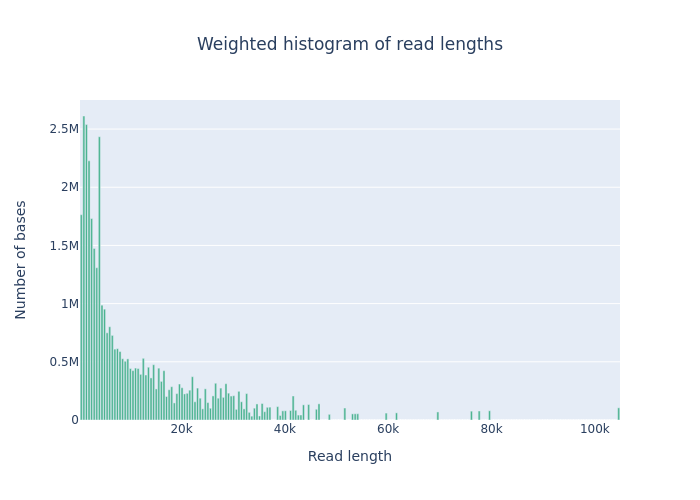 Weighted histogram of read lengths
Number of bases
2.5M
2M
1.5M
1M
0.5M
0
20k
40k
60k
80k
100k
Read length